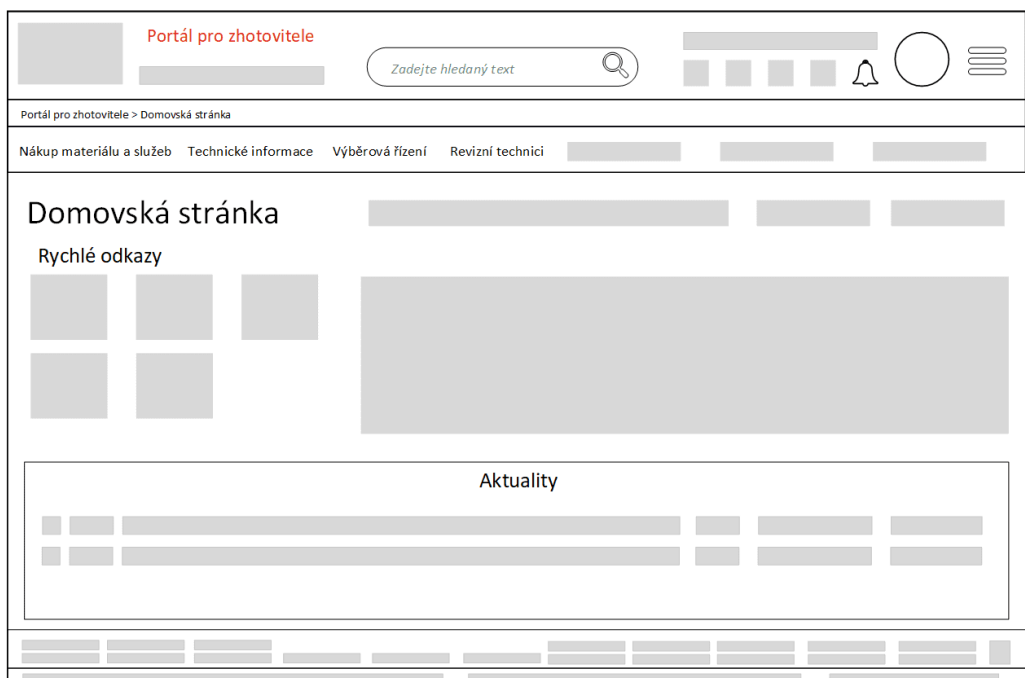 Portál pro zhotovitele
Zadejte hledaný text
Portál pro zhotovitele > Domovská stránka
Nákup materiálu a služeb Technické informace Výběrová řízení Revizní technici
Domovská stránka
Rychlé odkazy
Aktuality